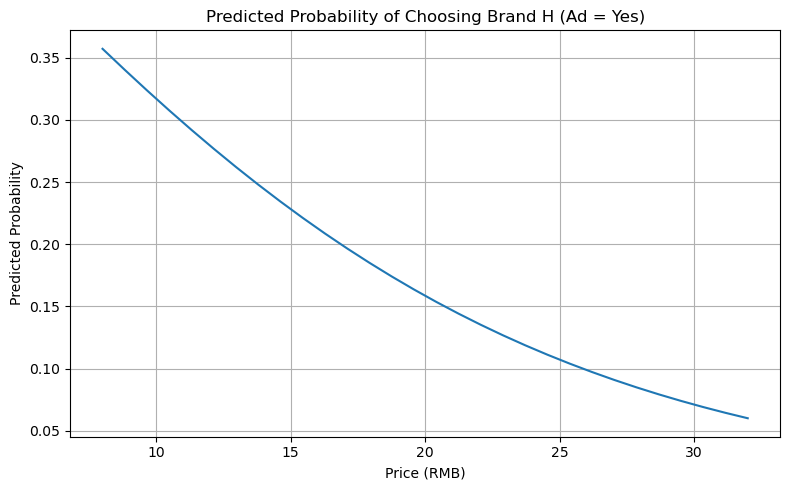 Predicted Probability of Choosing Brand H (Ad = Yes)
Predicted Probability
0.35
0.30
0.25
0.20
0.15
0.10
0.05
10 15 20 25 30
Price (RMB)